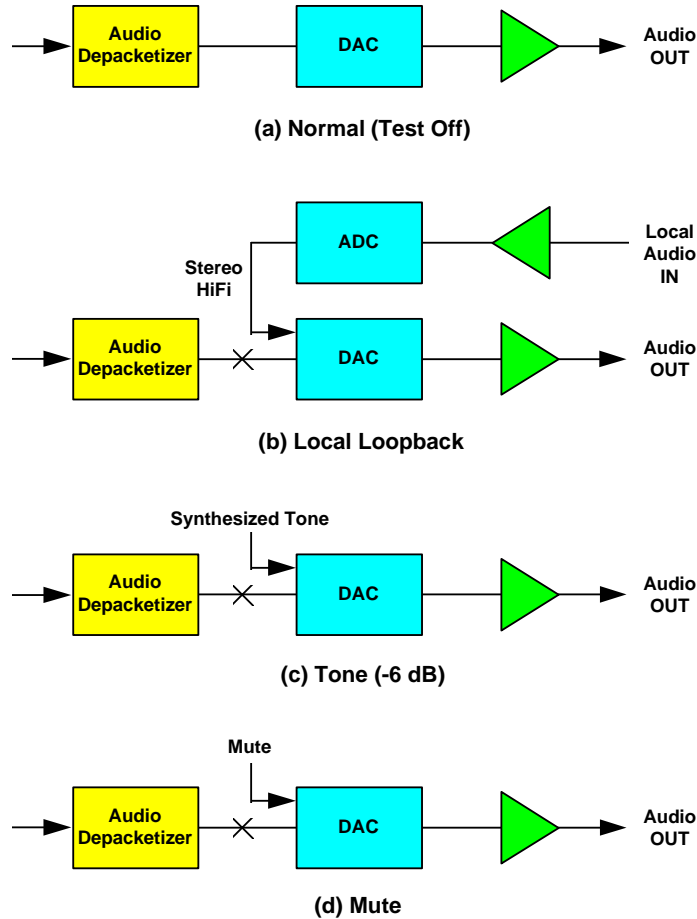 Audio
Depacketizer
DAC
Audio
OUT
(a) Normal (Test Off)
ADC
Local
Audio
IN
Stereo
HiFi
Audio
Depacketizer
DAC
Audio
OUT
(b) Local Loopback
Synthesized Tone
Audio
Depacketizer
DAC
Audio
OUT
(c) Tone (-6 dB)
Mute
Audio
Depacketizer
DAC
Audio
OUT
(d) Mute